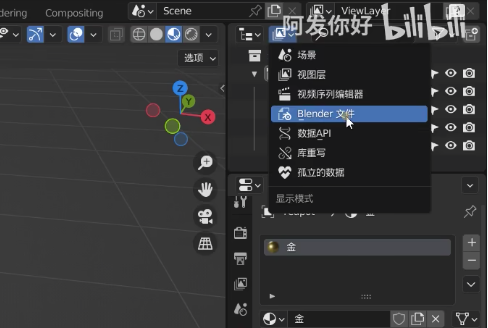 Compositing
Scene
ViewLayer
阿发你好 bilibili
选项
场景
视图层
视频序列编辑器
Blender 文件
数据API
库重写
孤立的数据
显示模式
Z
Y
X
金
金